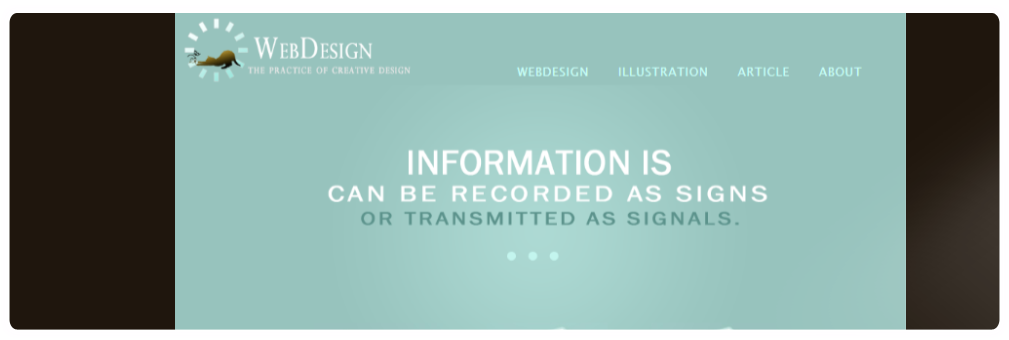 WEBDESIGN
THE PRACTICE OF CREATIVE DESIGN
WEBDESIGN ILLUSTRATION ARTICLE ABOUT
INFORMATION IS
CAN BE RECORDED AS SIGNS
OR TRANSMITTED AS SIGNALS.